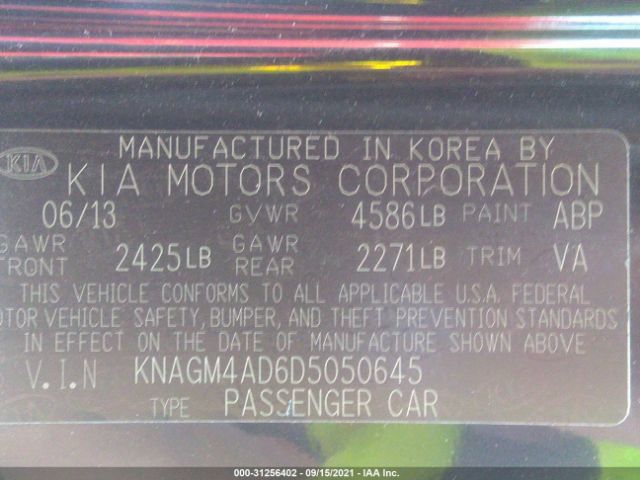 MANUFACTURED IN KOREA BY
KIA KIA MOTORS CORPORATION
06/13 GVWR 4586LB PAINT ABP
GAWR FRONT 2425LB GAWR REAR 2271LB TRIM VA
THIS VEHICLE CONFORMS TO ALL APPLICABLE U.S.A. FEDERAL
MOTOR VEHICLE SAFETY, BUMPER, AND THEFT PREVENTION STANDARDS
IN EFFECT ON THE DATE OF MANUFACTURE SHOWN ABOVE
V.I.N KNAGM4AD6D5050645
TYPE PASSENGER CAR
000-31256402 - 09/15/2021 - IAA Inc.